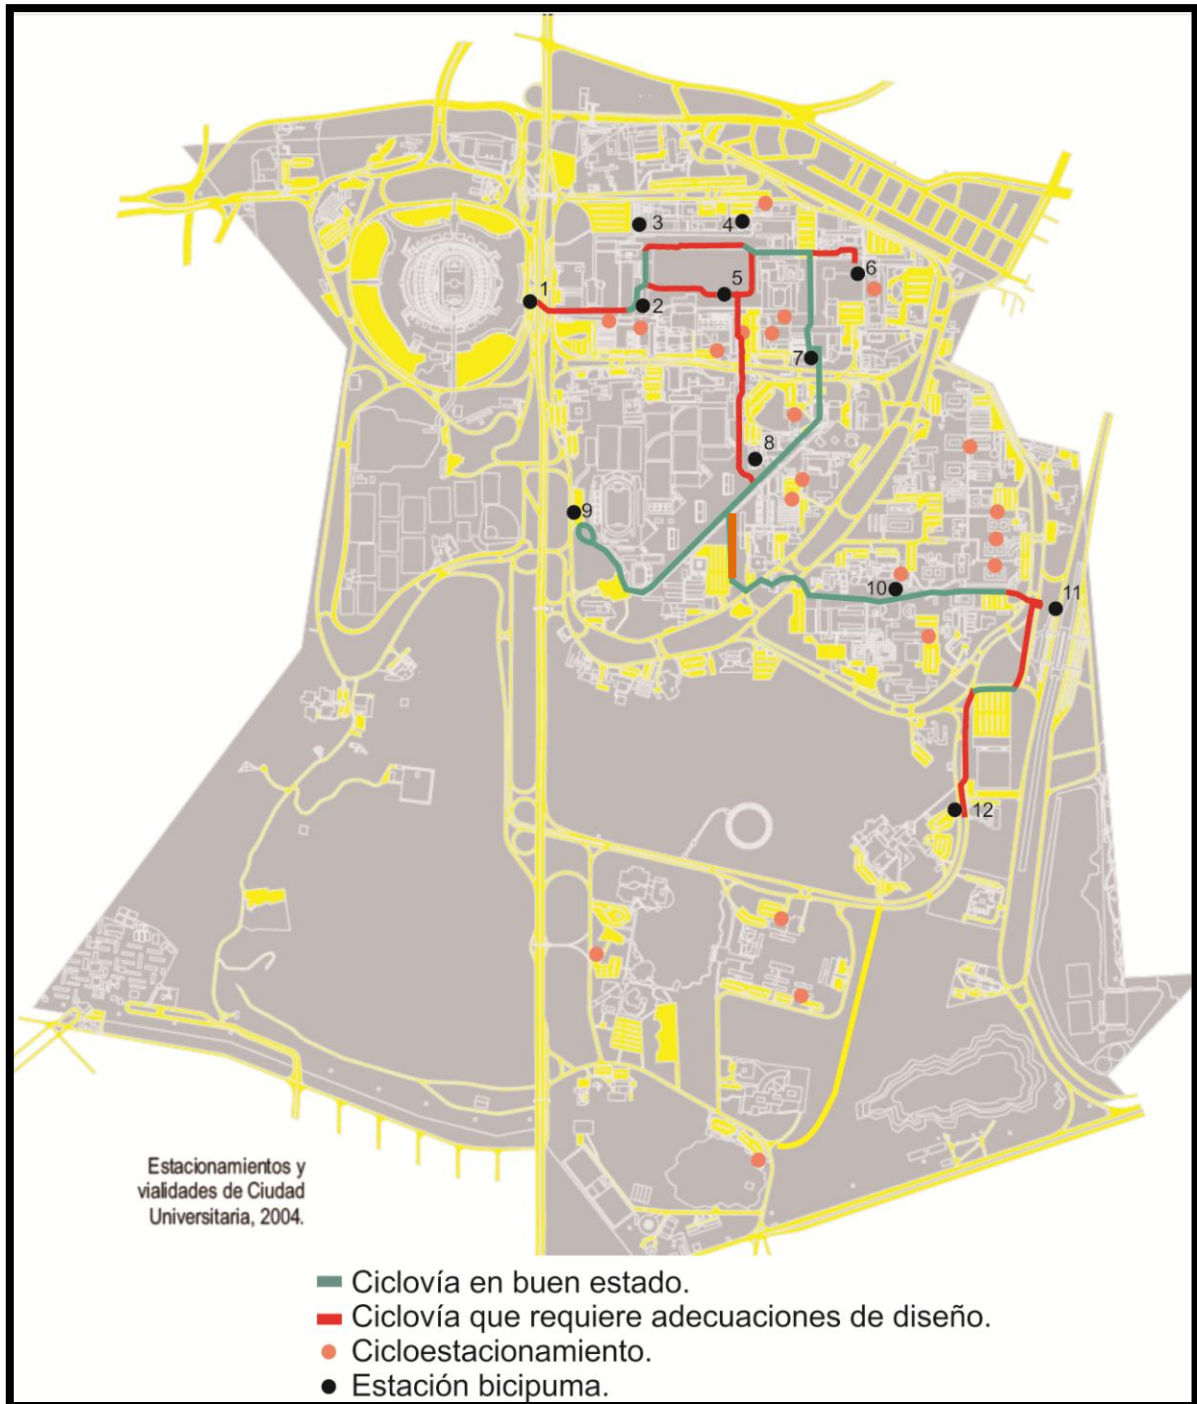 3
4
6
1
5
2
7
8
9
10
11
12
Estacionamientos y
vialidades de Ciudad
Universitaria, 2004.
Ciclovía en buen estado.
Ciclovía que requiere adecuaciones de diseño.
Cicloestacionamiento.
Estación bicipuma.